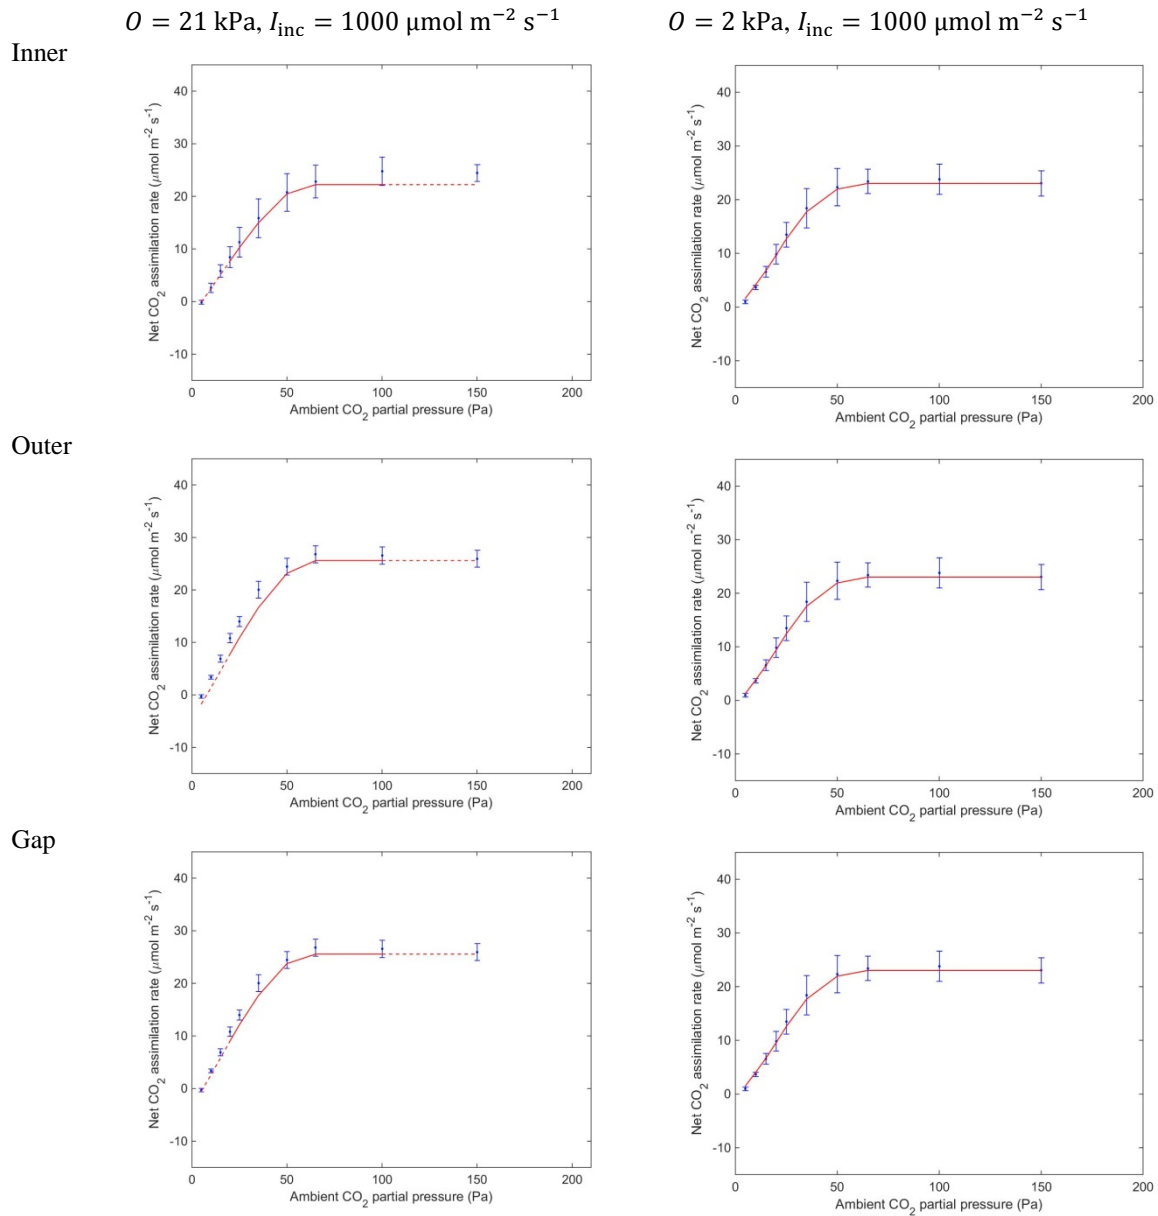 O = 21 kPa, Iinc = 1000 µmol m−2 s−1
O = 2 kPa, Iinc = 1000 µmol m−2 s−1
Inner
Net CO2 assimilation rate (µmol m-2 s-1)
40
30
20
10
0
-10
0 50 100 150 200
Ambient CO2 partial pressure (Pa)
Net CO2 assimilation rate (µmol m-2 s-1)
40
30
20
10
0
-10
0 50 100 150 200
Ambient CO2 partial pressure (Pa)
Outer
Net CO2 assimilation rate (µmol m-2 s-1)
40
30
20
10
0
-10
0 50 100 150 200
Ambient CO2 partial pressure (Pa)
Net CO2 assimilation rate (µmol m-2 s-1)
40
30
20
10
0
-10
0 50 100 150 200
Ambient CO2 partial pressure (Pa)
Gap
Net CO2 assimilation rate (µmol m-2 s-1)
40
30
20
10
0
-10
0 50 100 150 200
Ambient CO2 partial pressure (Pa)
Net CO2 assimilation rate (µmol m-2 s-1)
40
30
20
10
0
-10
0 50 100 150 200
Ambient CO2 partial pressure (Pa)